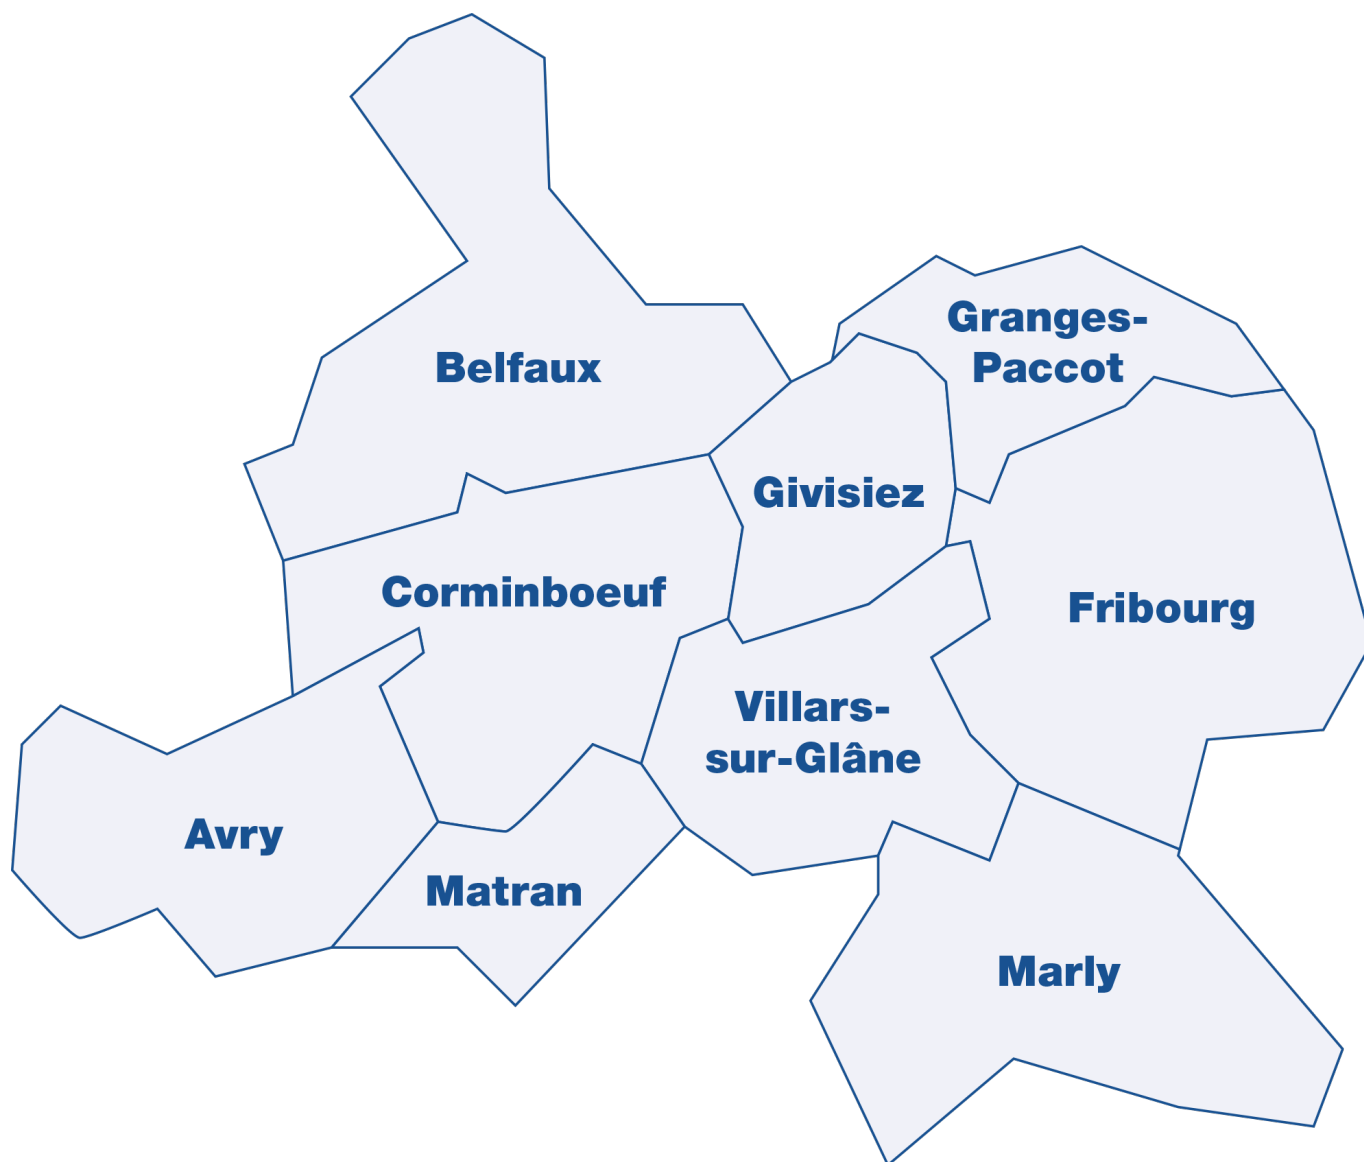 Granges-
Paccot
Belfaux
Givisiez
Corminboeuf
Fribourg
Villars-
sur-Glâne
Avry
Matran
Marly